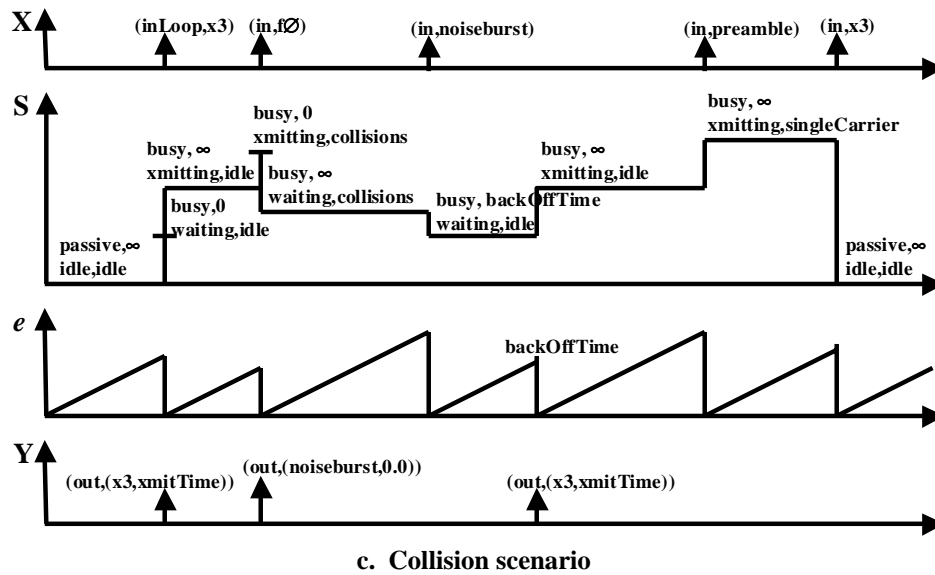 X
(inLoop,x3)
(in,fØ)
(in,noiseburst)
(in,preamble)
(in,x3)
S
busy, 0
xmitting,collisions
busy, ∞
xmitting,singleCarrier
busy, ∞
xmitting,idle
busy, ∞
waiting,collisions
busy, ∞
xmitting,idle
busy,0
waiting,idle
busy, backOffTime
waiting,idle
passive,∞
idle,idle
passive,∞
idle,idle
e
backOffTime
Y
(out,(x3,xmitTime))
(out,(noiseburst,0.0))
(out,(x3,xmitTime))
c. Collision scenario